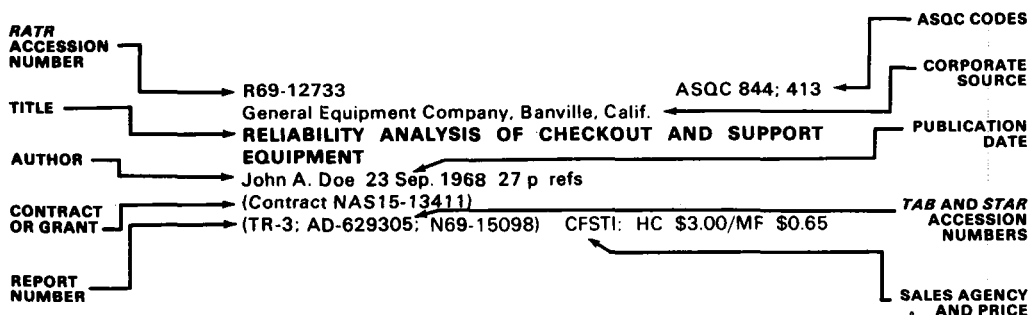 RATR
ACCESSION
NUMBER
TITLE
AUTHOR
CONTRACT
OR GRANT
REPORT
NUMBER
R69-12733 ASQC 844; 413
General Equipment Company, Banville, Calif.
RELIABILITY ANALYSIS OF CHECKOUT AND SUPPORT
EQUIPMENT
John A. Doe 23 Sep. 1968 27 p refs
(Contract NAS15-13411)
(TR-3; AD-629305; N69-15098) CFSTI: HC $3.00/MF $0.65
ASQC CODES
CORPORATE
SOURCE
PUBLICATION
DATE
TAB AND STAR
ACCESSION
NUMBERS
SALES AGENCY
AND PRICE